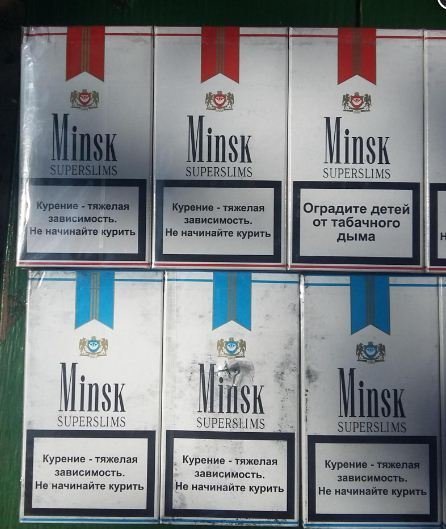 Minsk
SUPERSLIMS
Курение - тяжелая
зависимость.
Не начинайте курить
Minsk
SUPERSLIMS
Курение - тяжелая
зависимость.
Не начинайте курить
Minsk
SUPERSLIMS
Оградите детей
от табачного
дыма
Minsk
SUPERSLIMS
Курение - тяжелая
зависимость.
Не начинайте курить
Minsk
SUPERSLIMS
Курение - тяжелая
зависимость.
Не начинайте курить
Minsk
SUPERSLIMS
Курение - тяжелая
зависимость.
Не начинайте курить